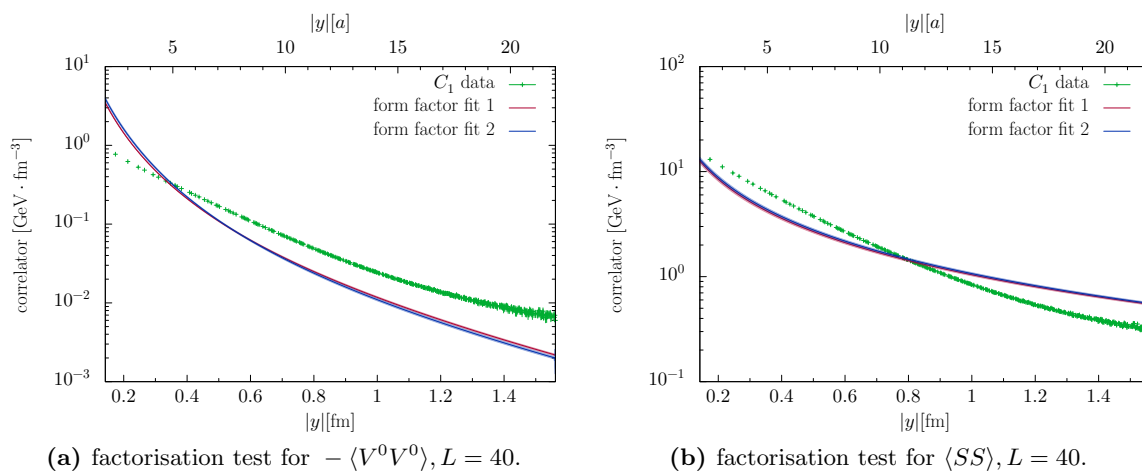 |y|[a]
5 10 15 20
10^1
10^0
10^{-1}
10^{-2}
10^{-3}
correlator [GeV · fm^{-3}]
C_1 data
form factor fit 1
form factor fit 2
0.2 0.4 0.6 0.8 1 1.2 1.4
|y|[fm]
(a) factorisation test for − ⟨V^0V^0⟩, L = 40.
|y|[a]
5 10 15 20
10^2
10^1
10^0
10^{-1}
correlator [GeV · fm^{-3}]
C_1 data
form factor fit 1
form factor fit 2
0.2 0.4 0.6 0.8 1 1.2 1.4
|y|[fm]
(b) factorisation test for ⟨SS⟩, L = 40.